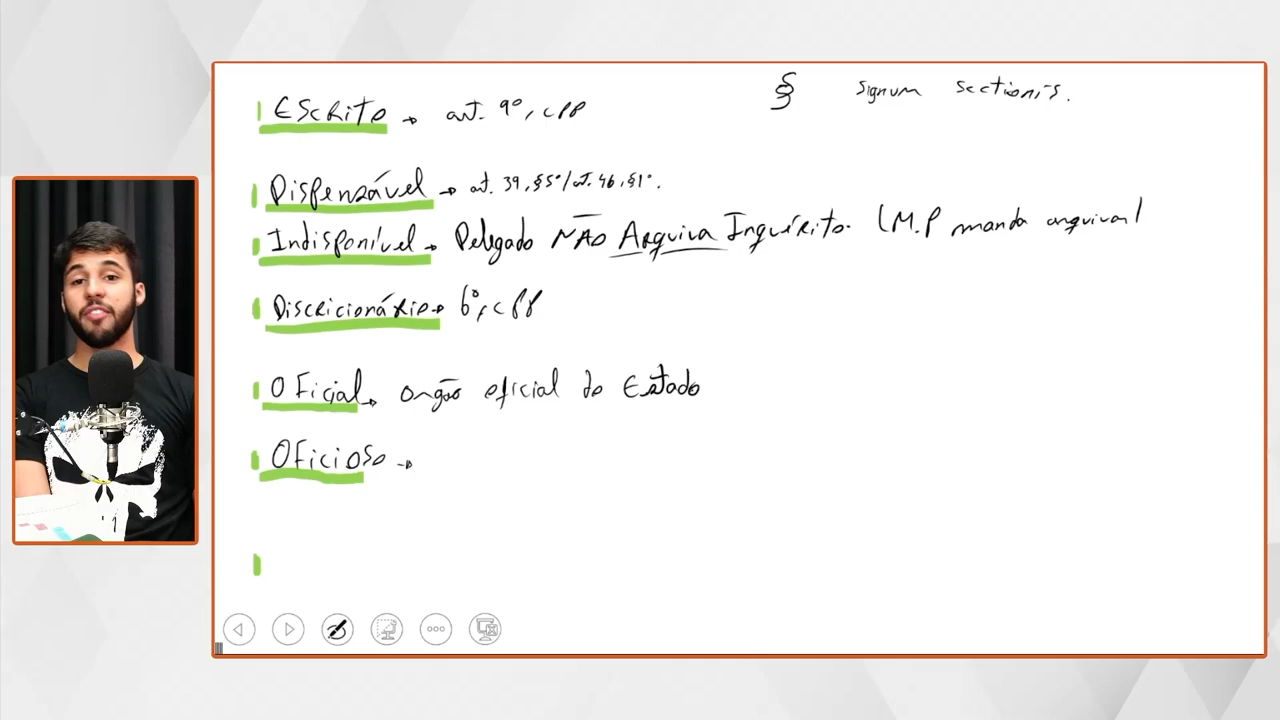 § signum sectionis.
Escrito → art. 9º, CPP
Dispensável → art. 39, §5º/art. 46, §1º.
Indisponível → Delegado NÃO Arquiva Inquérito. (M.P manda arquivar)
Discricionário → 6º, CPP
Oficial → orgão oficial do Estado
Oficioso →